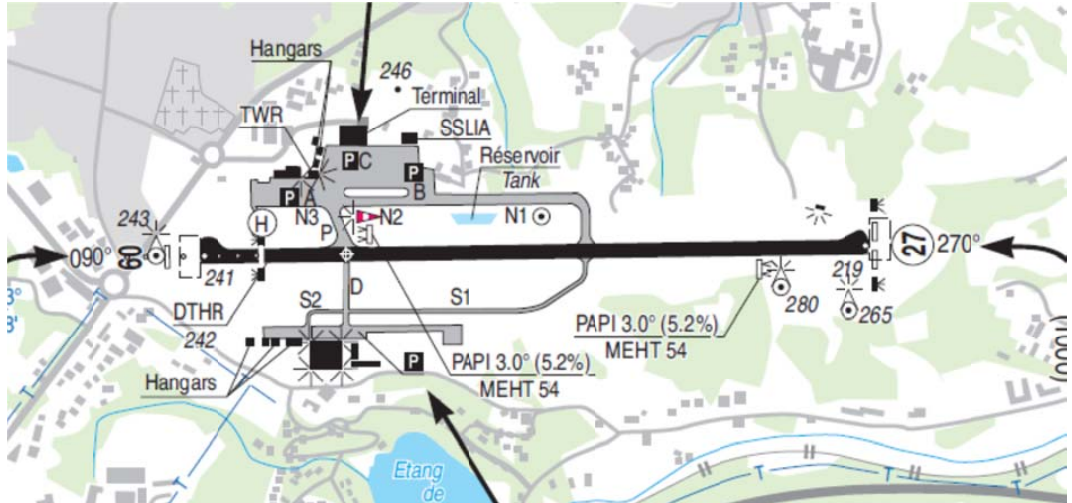 Hangars
246
Terminal
TWR
SSLIA
P C
P
Réservoir
Tank
P A
B
243
H
N3
N2
N1
P
090°
09
27
270°
241
219
D
DTHR
242
S2
S1
280
265
PAPI 3.0° (5.2%)
MEHT 54
PAPI 3.0° (5.2%)
MEHT 54
P
Hangars
(1000)
Etang
de
T
T
T
T